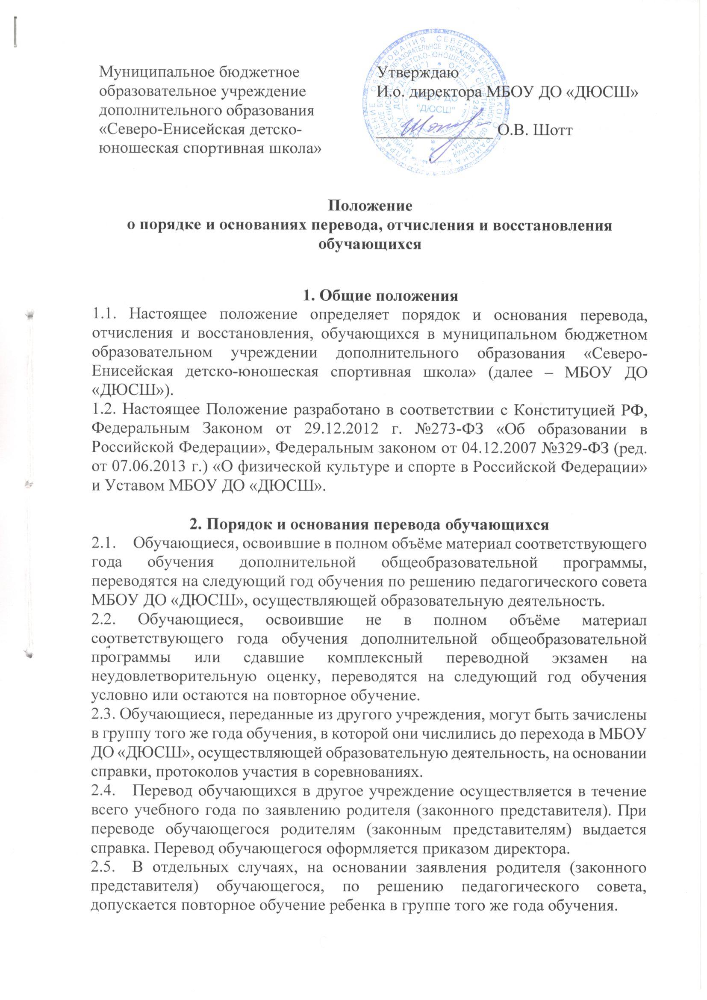 Муниципальное бюджетное
образовательное учреждение
дополнительного образования
«Северо-Енисейская детско-
юношеская спортивная школа»
Утверждаю
И.о. директора МБОУ ДО «ДЮСШ»
О.В. Шотт
МБОУ ДО
"ДЮСШ"
Положение
о порядке и основаниях перевода, отчисления и восстановления
обучающихся
1. Общие положения
1.1. Настоящее положение определяет порядок и основания перевода,
отчисления и восстановления, обучающихся в муниципальном бюджетном
образовательном учреждении дополнительного образования «Северо-
Енисейская детско-юношеская спортивная школа» (далее – МБОУ ДО
«ДЮСШ»).
1.2. Настоящее Положение разработано в соответствии с Конституцией РФ,
Федеральным Законом от 29.12.2012 г. №273-ФЗ «Об образовании в
Российской Федерации», Федеральным законом от 04.12.2007 №329-ФЗ (ред.
от 07.06.2013 г.) «О физической культуре и спорте в Российской Федерации»
и Уставом МБОУ ДО «ДЮСШ».
2. Порядок и основания перевода обучающихся
2.1. Обучающиеся, освоившие в полном объёме материал соответствующего
года обучения дополнительной общеобразовательной программы,
переводятся на следующий год обучения по решению педагогического совета
МБОУ ДО «ДЮСШ», осуществляющей образовательную деятельность.
2.2. Обучающиеся, освоившие не в полном объёме материал
соответствующего года обучения дополнительной общеобразовательной
программы или сдавшие комплексный переводной экзамен на
неудовлетворительную оценку, переводятся на следующий год обучения
условно или остаются на повторное обучение.
2.3. Обучающиеся, переданные из другого учреждения, могут быть зачислены
в группу того же года обучения, в которой они числились до перехода в МБОУ
ДО «ДЮСШ», осуществляющей образовательную деятельность, на основании
справки, протоколов участия в соревнованиях.
2.4. Перевод обучающихся в другое учреждение осуществляется в течение
всего учебного года по заявлению родителя (законного представителя). При
переводе обучающегося родителям (законным представителям) выдается
справка. Перевод обучающегося оформляется приказом директора.
2.5. В отдельных случаях, на основании заявления родителя (законного
представителя) обучающегося, по решению педагогического совета,
допускается повторное обучение ребенка в группе того же года обучения.